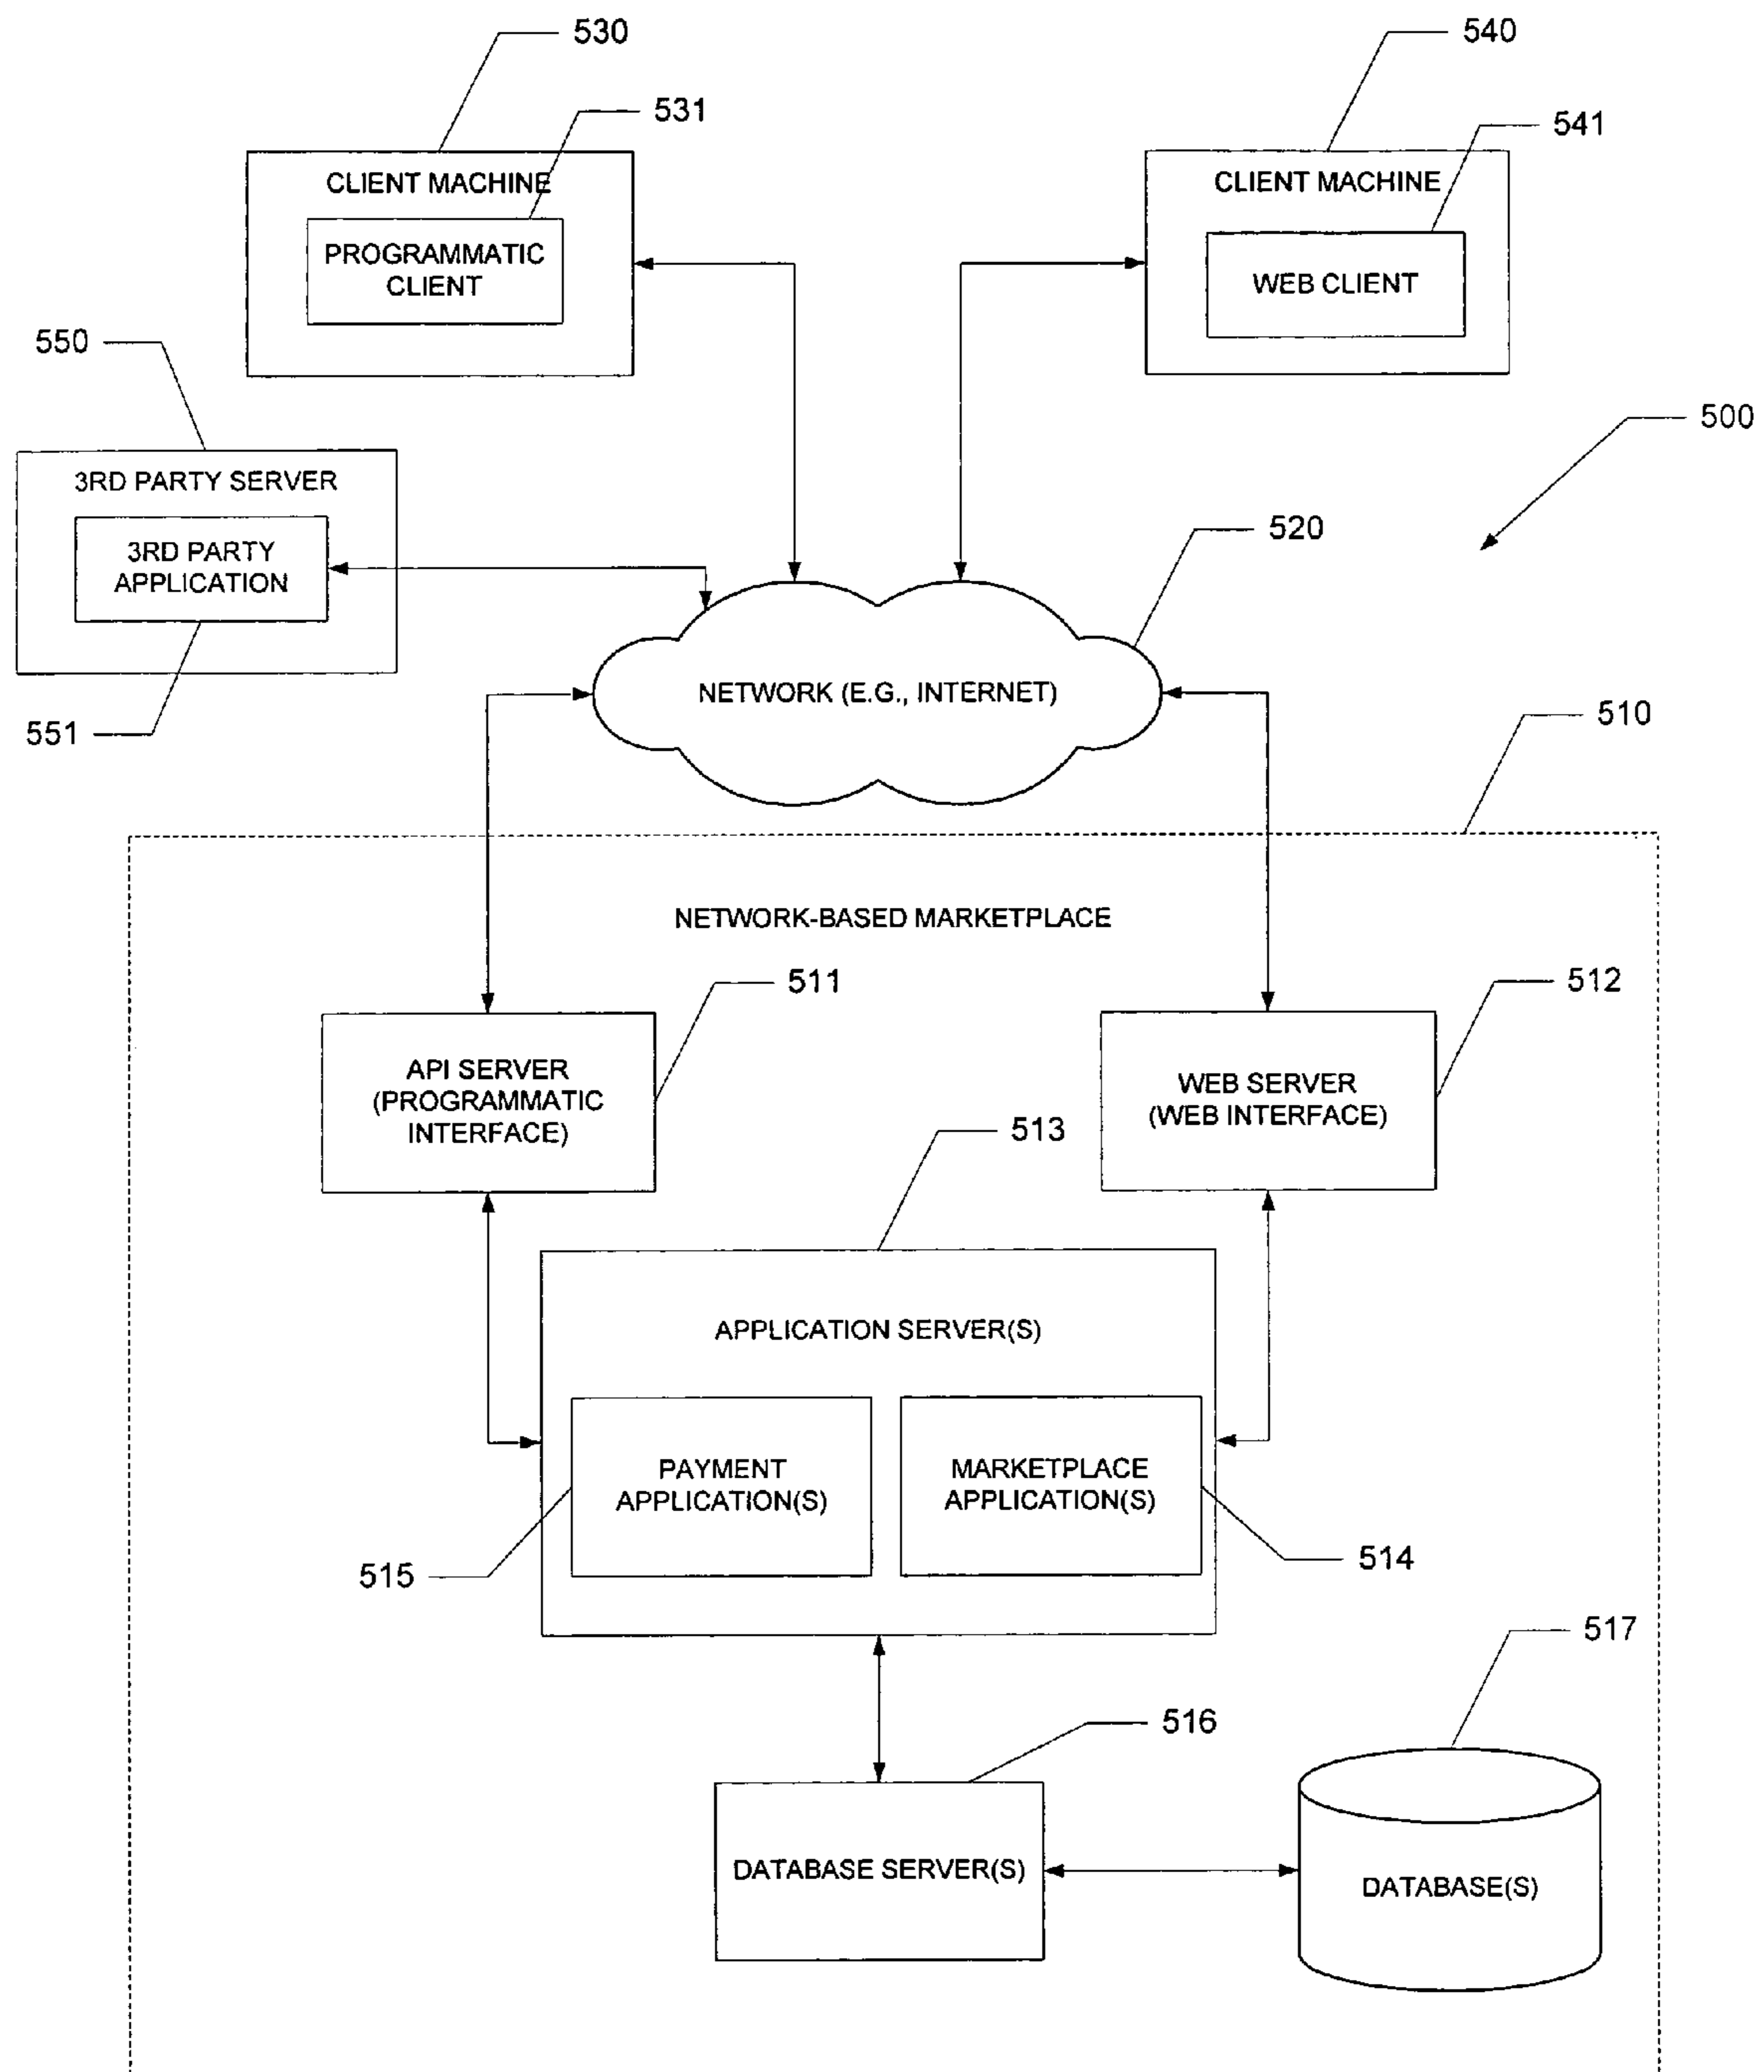 530
540
531
541
CLIENT MACHINE
CLIENT MACHINE
PROGRAMMATIC
CLIENT
WEB CLIENT
550
500
3RD PARTY SERVER
520
3RD PARTY
APPLICATION
NETWORK (E.G., INTERNET)
551
510
NETWORK-BASED MARKETPLACE
511
512
API SERVER
(PROGRAMMATIC
INTERFACE)
WEB SERVER
(WEB INTERFACE)
513
APPLICATION SERVER(S)
PAYMENT
APPLICATION(S)
MARKETPLACE
APPLICATION(S)
515
514
517
516
DATABASE SERVER(S)
DATABASE(S)